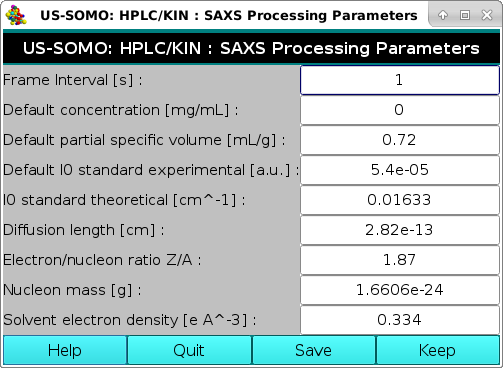 US-SOMO: HPLC/KIN : SAXS Processing Parameters
US-SOMO: HPLC/KIN : SAXS Processing Parameters
Frame Interval [s] : 1
Default concentration [mg/mL] : 0
Default partial specific volume [mL/g] : 0.72
Default I0 standard experimental [a.u.] : 5.4e-05
I0 standard theoretical [cm^-1] : 0.01633
Diffusion length [cm] : 2.82e-13
Electron/nucleon ratio Z/A : 1.87
Nucleon mass [g] : 1.6606e-24
Solvent electron density [e A^-3] : 0.334
Help Quit Save Keep